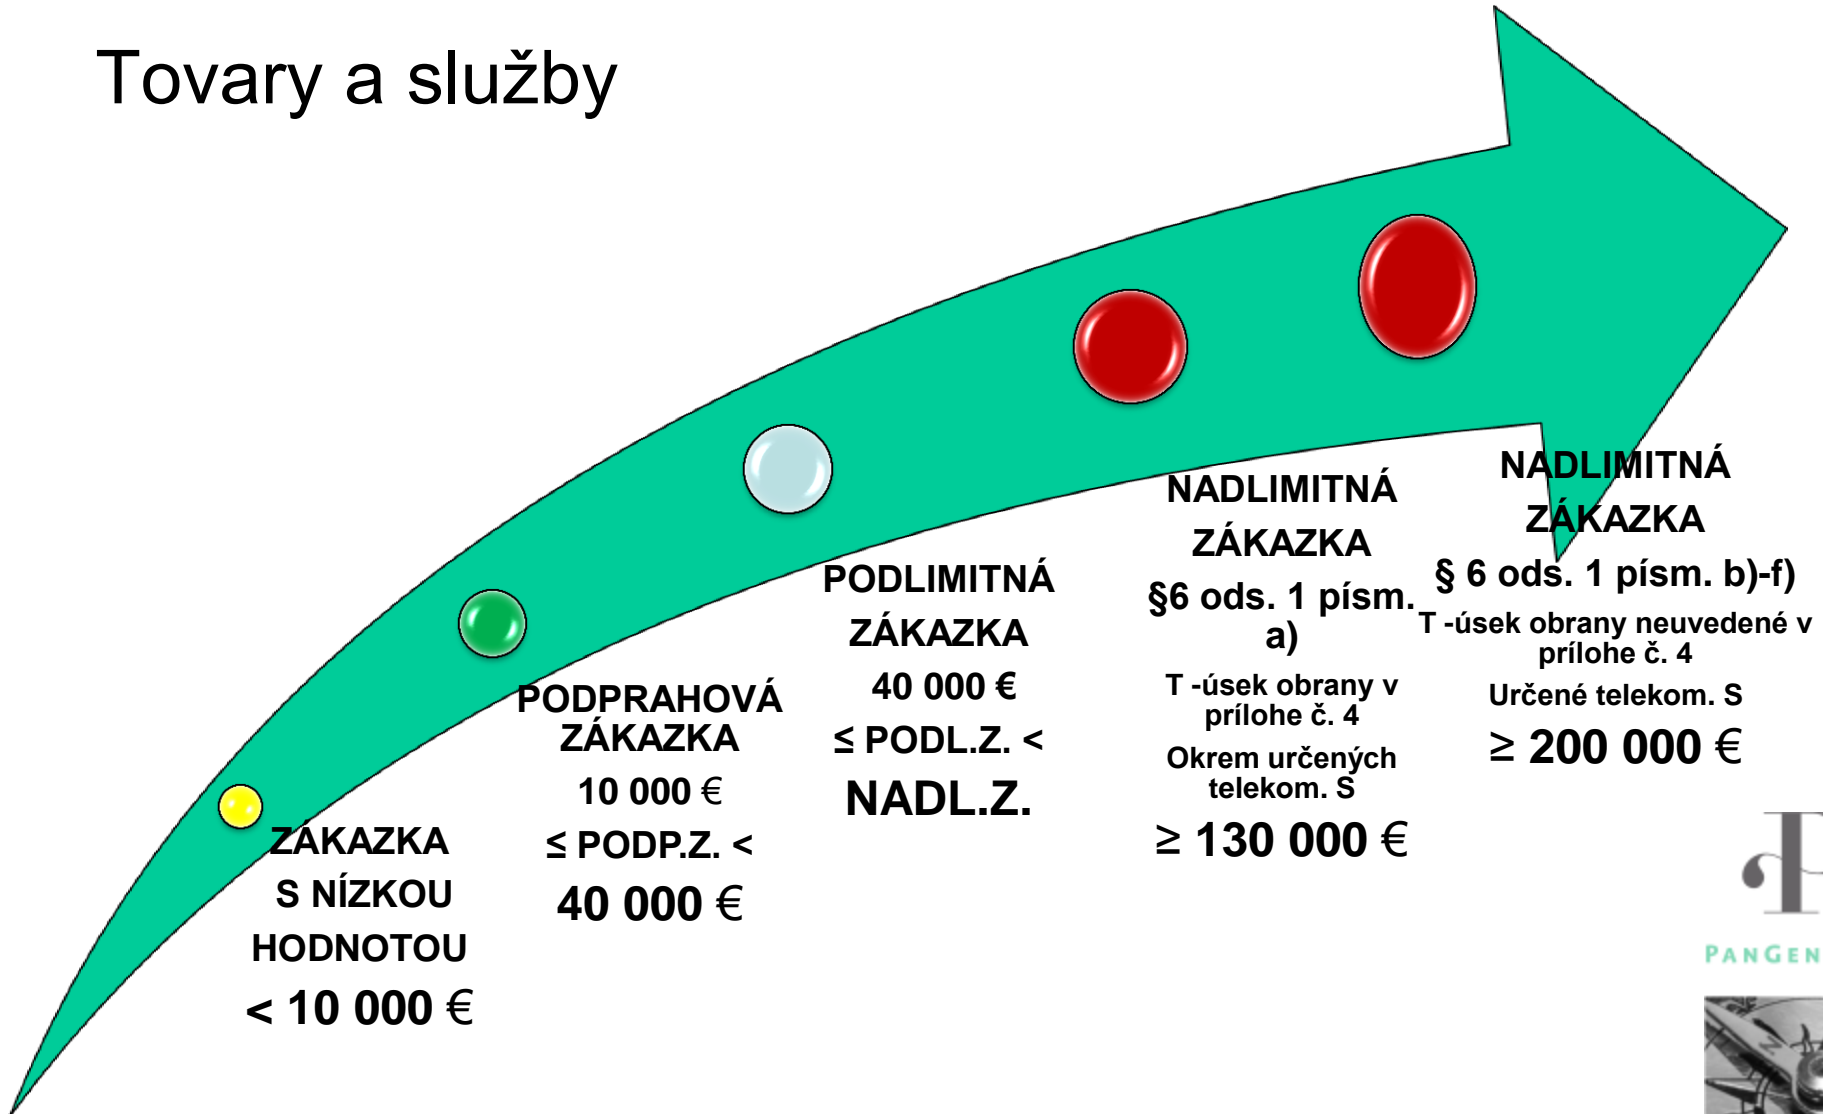 Tovary a služby
ZÁKAZKA
S NÍZKOU
HODNOTOU
< 10 000 €
PODPRAHOVÁ
ZÁKAZKA
10 000 €
≤ PODP.Z. <
40 000 €
PODLIMITNÁ
ZÁKAZKA
40 000 €
≤ PODL.Z. <
NADL.Z.
NADLIMITNÁ
ZÁKAZKA
§6 ods. 1 písm.
a)
T -úsek obrany v
prílohe č. 4
Okrem určených
telekom. S
≥ 130 000 €
NADLIMITNÁ
ZÁKAZKA
§ 6 ods. 1 písm. b)-f)
T -úsek obrany neuvedené v
prílohe č. 4
Určené telekom. S
≥ 200 000 €
P
PANGEN